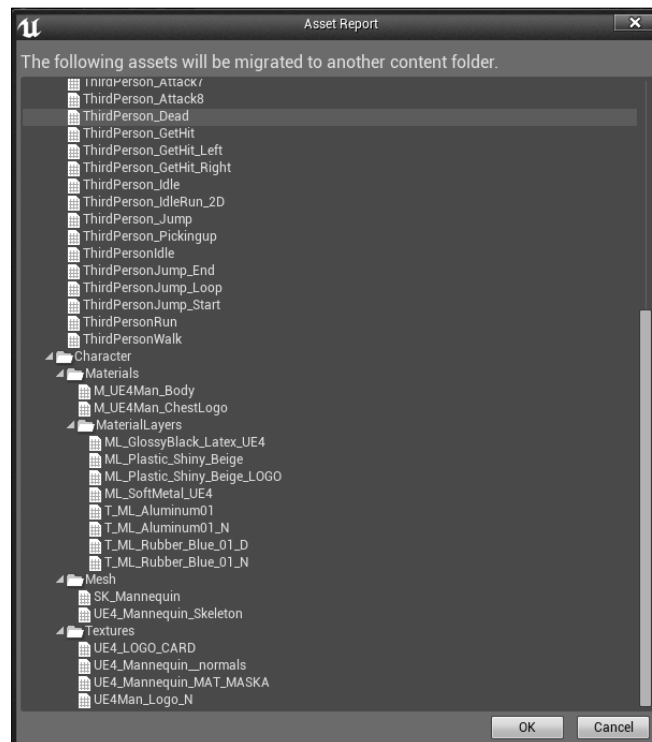 Asset Report
The following assets will be migrated to another content folder.
ThirdPerson_Attack7
ThirdPerson_Attack8
ThirdPerson_Dead
ThirdPerson_GetHit
ThirdPerson_GetHit_Left
ThirdPerson_GetHit_Right
ThirdPerson_Idle
ThirdPerson_IdleRun_2D
ThirdPerson_Jump
ThirdPerson_Pickingup
ThirdPersonIdle
ThirdPersonJump_End
ThirdPersonJump_Loop
ThirdPersonJump_Start
ThirdPersonRun
ThirdPersonWalk
Character
Materials
M_UE4Man_Body
M_UE4Man_ChestLogo
MaterialLayers
ML_GlossyBlack_Latex_UE4
ML_Plastic_Shiny_Beige
ML_Plastic_Shiny_Beige_LOGO
ML_SoftMetal_UE4
T_ML_Aluminum01
T_ML_Aluminum01_N
T_ML_Rubber_Blue_01_D
T_ML_Rubber_Blue_01_N
Mesh
SK_Mannequin
UE4_Mannequin_Skeleton
Textures
UE4_LOGO_CARD
UE4_Mannequin__normals
UE4_Mannequin_MAT_MASKA
UE4Man_Logo_N
OK Cancel